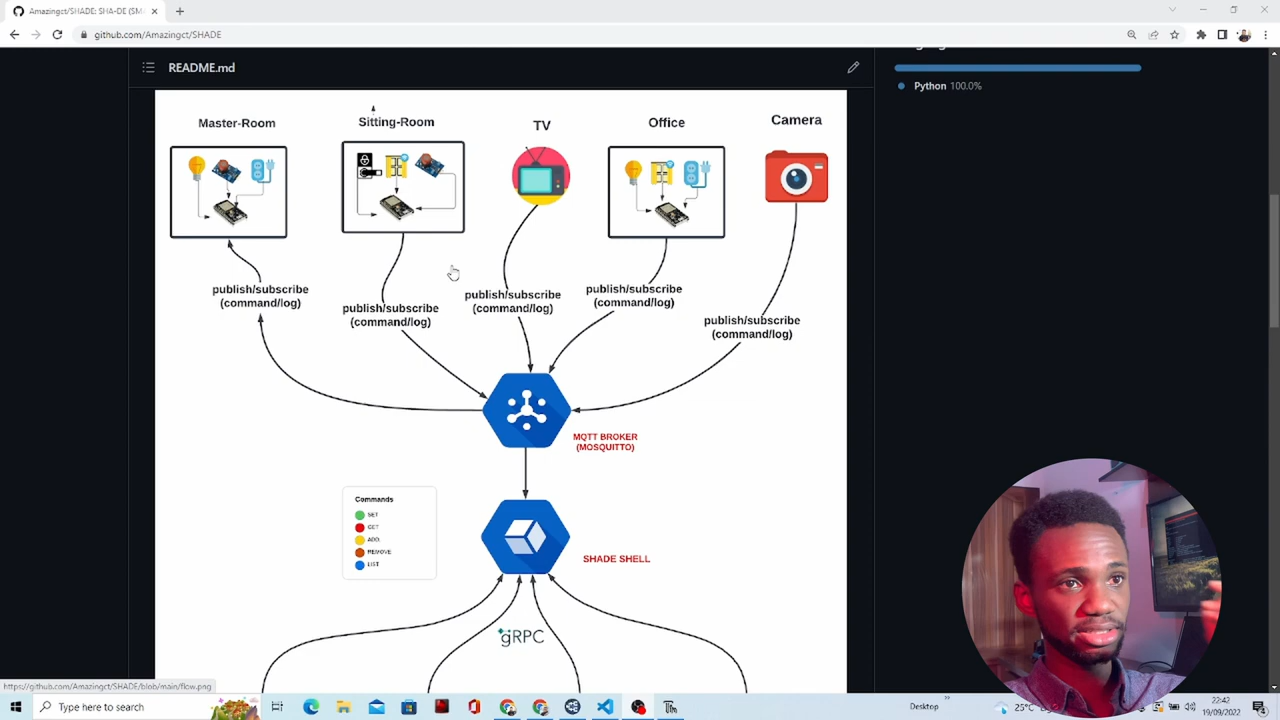 Amazingct/SHADE: SHA-DE (SMA
github.com/Amazingct/SHADE
README.md
Python 100.0%
Master-Room
Sitting-Room
TV
Office
Camera
publish/subscribe
(command/log)
publish/subscribe
(command/log)
publish/subscribe
(command/log)
publish/subscribe
(command/log)
publish/subscribe
(command/log)
MQTT BROKER
(MOSQUITTO)
Commands
SET
GET
ADD
REMOVE
LIST
SHADE SHELL
gRPC
https://github.com/Amazingct/SHADE/blob/main/flow.png
Type here to search
Desktop
25°C
22:42
19/09/2022